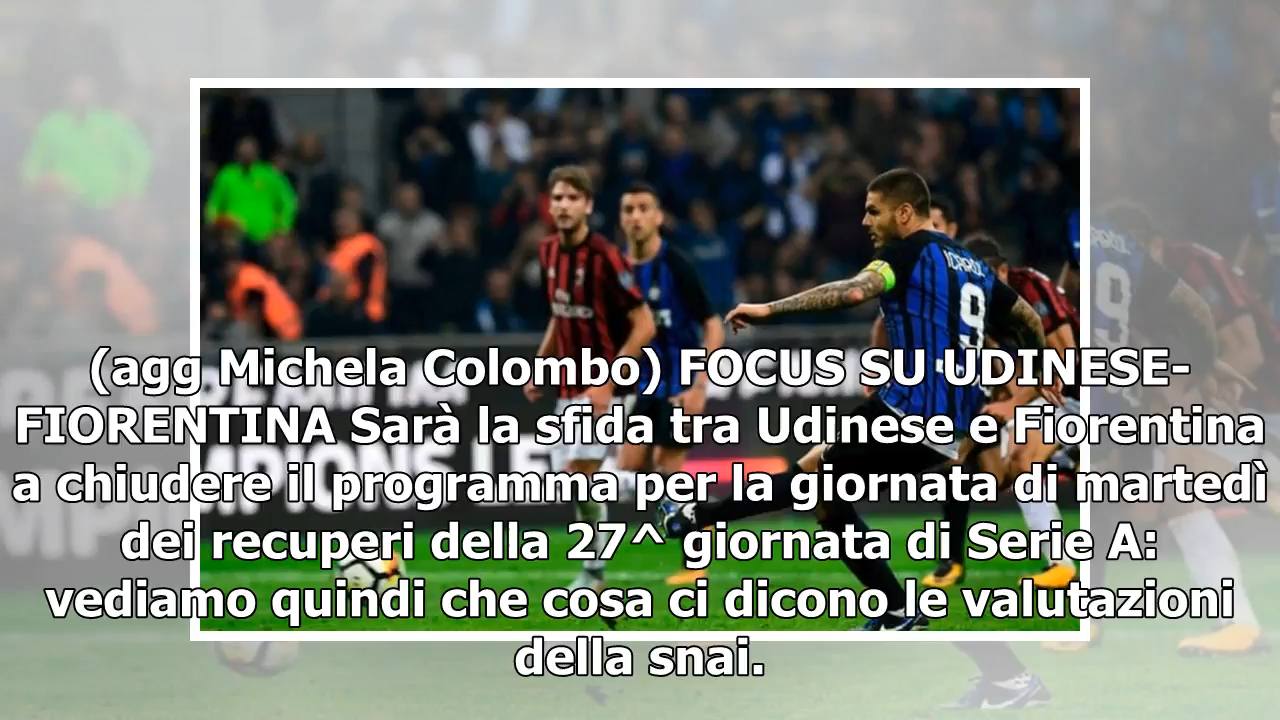 (agg Michela Colombo) FOCUS SU UDINESE-
FIORENTINA Sarà la sfida tra Udinese e Fiorentina
a chiudere il programma per la giornata di martedì
dei recuperi della 27^ giornata di Serie A:
vediamo quindi che cosa ci dicono le valutazioni
della snai.
ICARDI
9